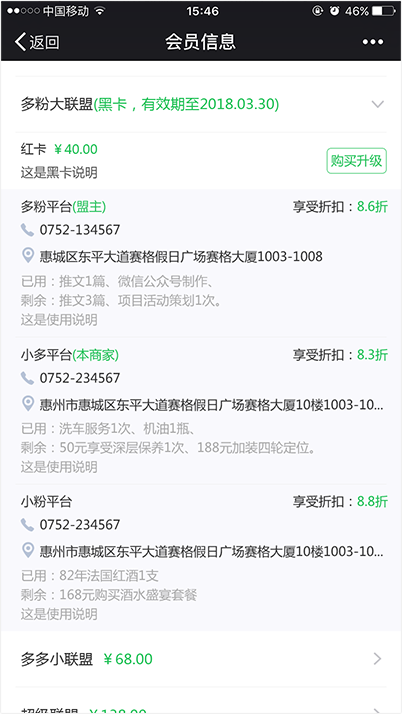 中国移动 15:46 46%
返回 会员信息
多粉大联盟(黑卡，有效期至2018.03.30)
红卡 ￥40.00
购买升级
这是黑卡说明
多粉平台(盟主) 享受折扣：8.6折
0752-134567
惠城区东平大道赛格假日广场赛格大厦1003-1008
已用：推文1篇、微信公众号制作、
剩余：推文3篇、项目活动策划1次。
这是使用说明
小多平台(本商家) 享受折扣：8.3折
0752-234567
惠州市惠城区东平大道赛格假日广场赛格大厦10楼1003-10...
已用：洗车服务1次、机油1瓶、
剩余：50元享受深层保养1次、188元加装四轮定位。
这是使用说明
小粉平台 享受折扣：8.8折
0752-234567
惠州市惠城区东平大道赛格假日广场赛格大厦10楼1003-10...
已用：82年法国红酒1支
剩余：168元购买酒水盛宴套餐
这是使用说明
多多小联盟 ￥68.00
超级联盟 ￥138.00